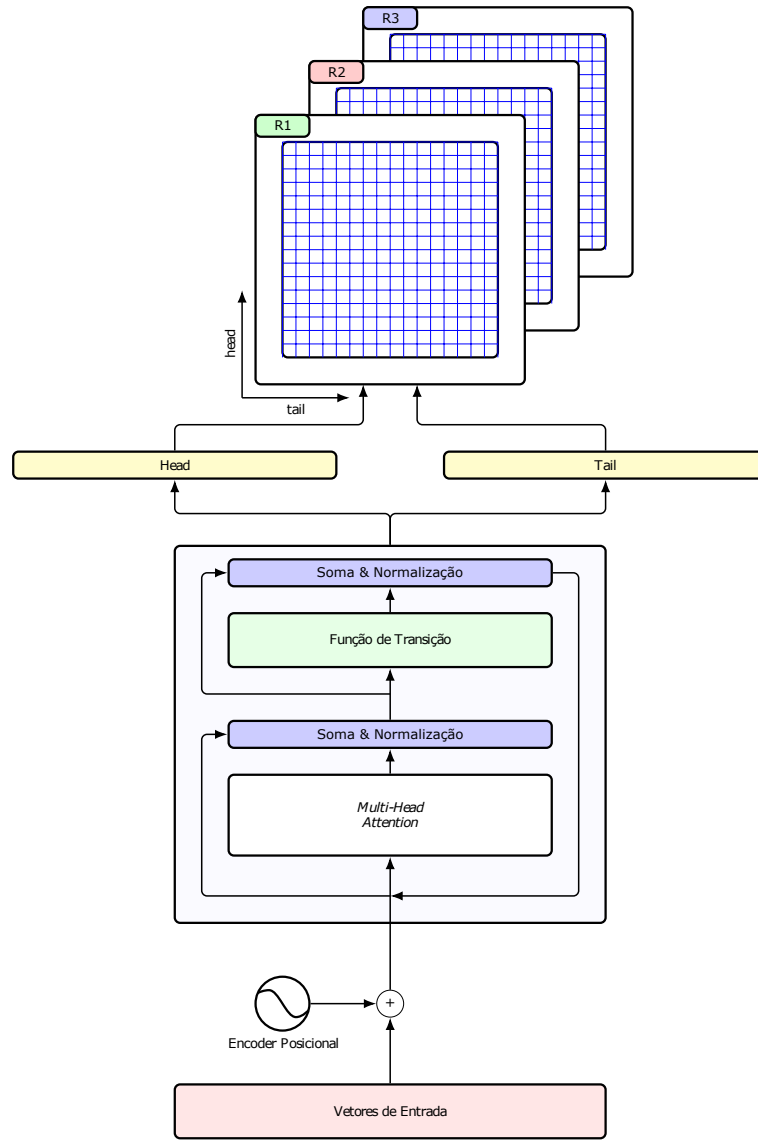 R3
R2
R1
head
tail
Head
Tail
Soma & Normalização
Função de Transição
Soma & Normalização
Multi-Head
Attention
+
Encoder Posicional
Vetores de Entrada